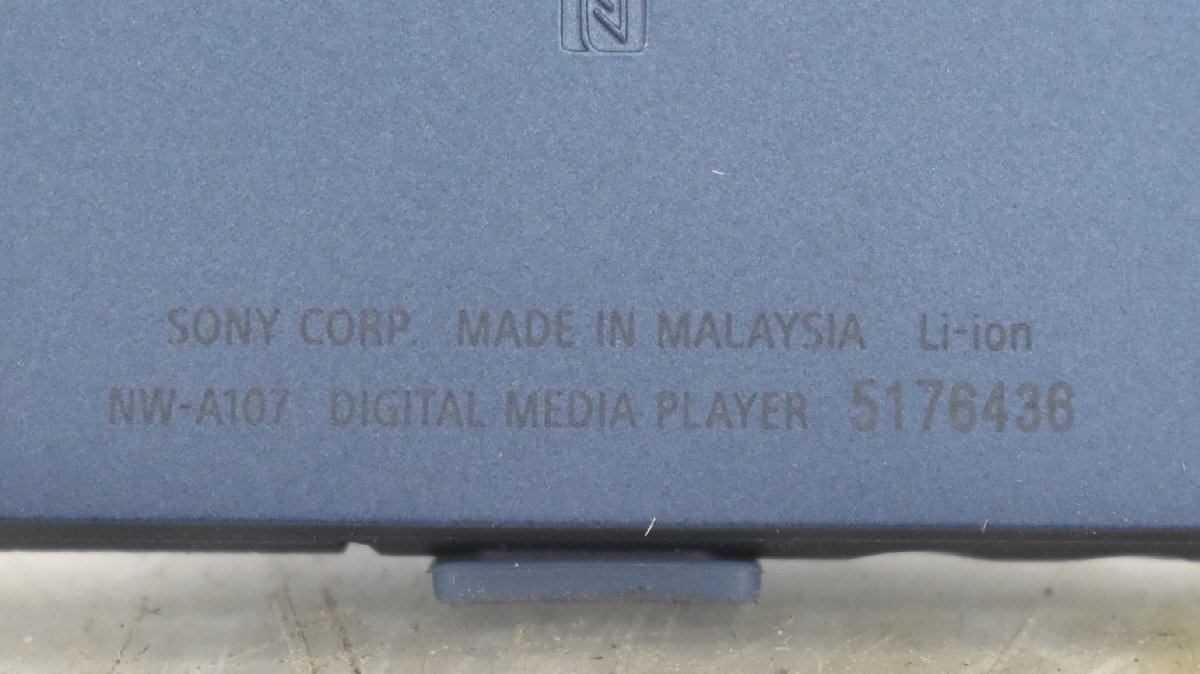 SONY CORP. MADE IN MALAYSIA Li-ion
NW-A107 DIGITAL MEDIA PLAYER 5176436